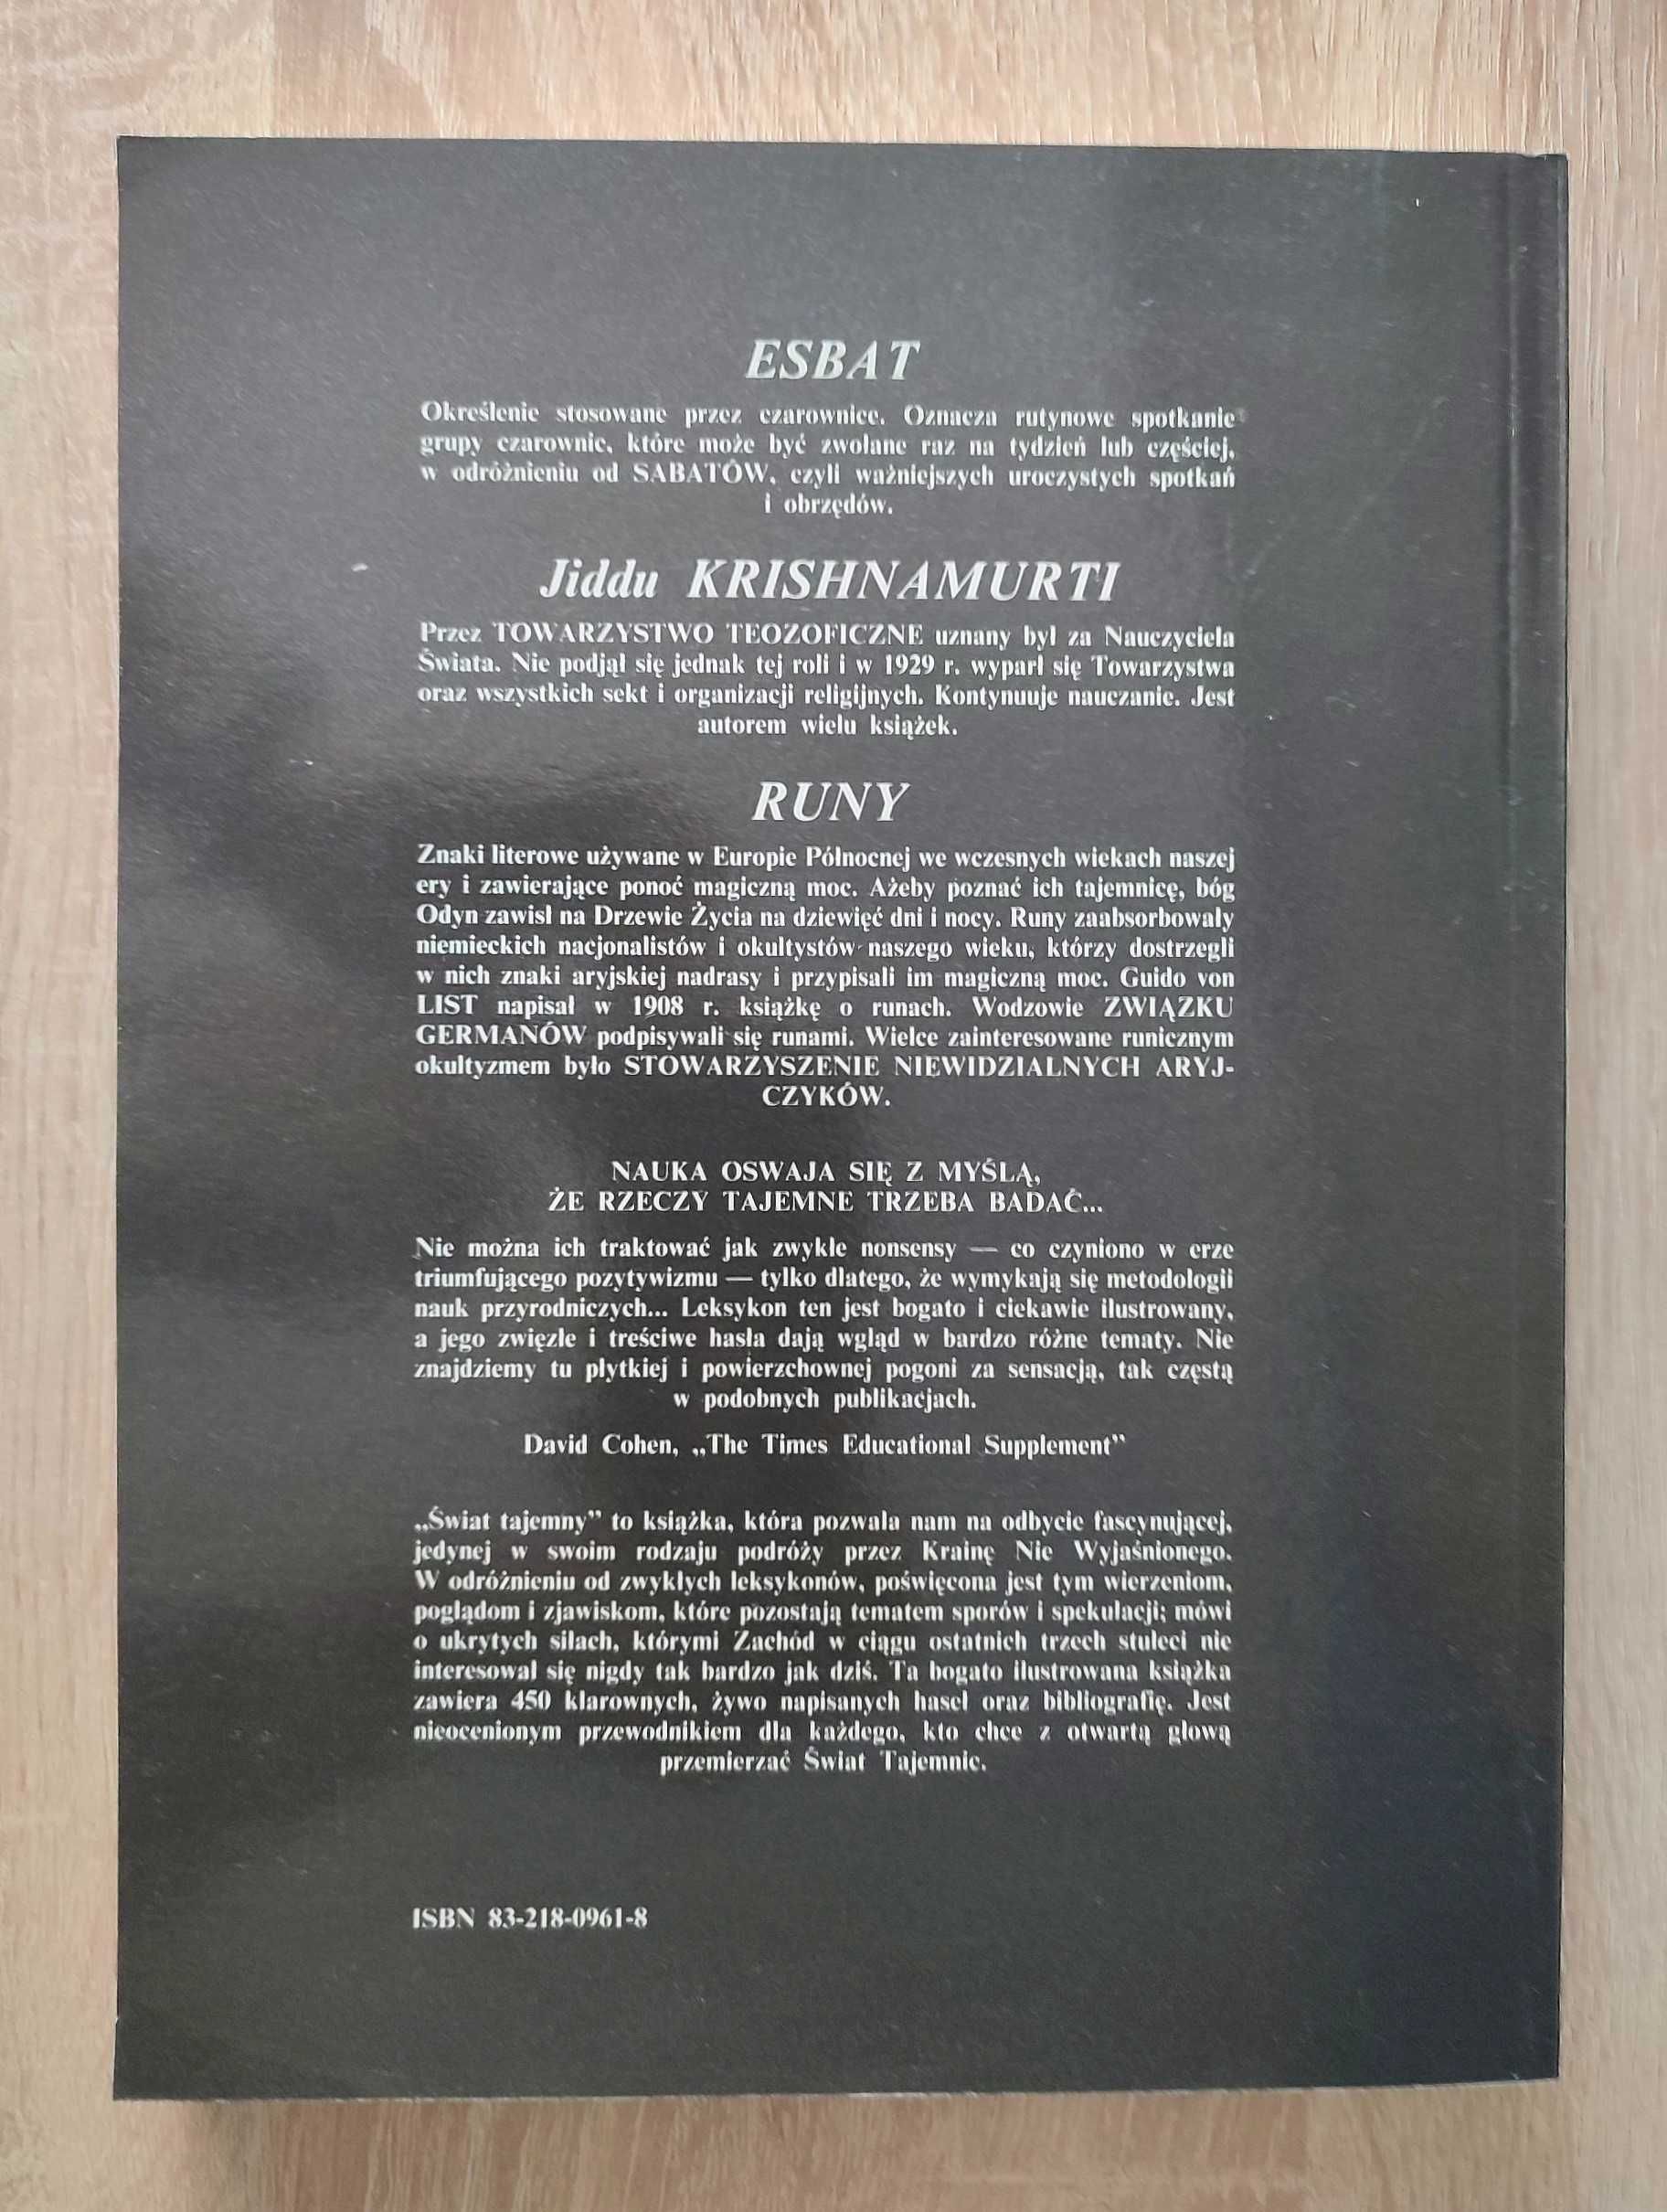 ESBAT
Określenie stosowane przez czarownice. Oznacza rutynowe spotkanie
grupy czarownic, które może być zwołane raz na tydzień lub częściej,
w odróżnieniu od SABATÓW, czyli ważniejszych uroczystych spotkań
i obrzędów.
Jiddu KRISHNAMURTI
Przez TOWARZYSTWO TEOZOFICZNE uznany był za Nauczyciela
Świata. Nie podjął się jednak tej roli i w 1929 r. wyparł się Towarzystwa
oraz wszystkich sekt i organizacji religijnych. Kontynuuje nauczanie. Jest
autorem wielu książek.
RUNY
Znaki literowe używane w Europie Północnej we wczesnych wiekach naszej
ery i zawierające ponoć magiczną moc. Ażeby poznać ich tajemnicę, bóg
Odyn zawisł na Drzewie Życia na dziewięć dni i nocy. Runy zaabsorbowały
niemieckich nacjonalistów i okultystów naszego wieku, którzy dostrzegli
w nich znaki aryjskiej nadrasy i przypisali im magiczną moc. Guido von
LIST napisał w 1908 r. książkę o runach. Wodzowie ZWIĄZKU
GERMANÓW podpisywali się runami. Wielce zainteresowane runicznym
okultyzmem było STOWARZYSZENIE NIEWIDZIALNYCH ARYJ-
CZYKÓW.
NAUKA OSWAJA SIĘ Z MYŚLĄ,
ŻE RZECZY TAJEMNE TRZEBA BADAĆ...
Nie można ich traktować jak zwykłe nonsensy — co czyniono w erze
triumfującego pozytywizmu — tylko dlatego, że wymykają się metodologii
nauk przyrodniczych... Leksykon ten jest bogato i ciekawie ilustrowany,
a jego zwięzłe i treściwe hasła dają wgląd w bardzo różne tematy. Nie
znajdziemy tu płytkiej i powierzchownej pogoni za sensacją, tak częstą
w podobnych publikacjach.
David Cohen, „The Times Educational Supplement”
„Świat tajemny” to książka, która pozwala nam na odbycie fascynującej,
jedynej w swoim rodzaju podróży przez Krainę Nie Wyjaśnionego.
W odróżnieniu od zwykłych leksykonów, poświęcona jest tym wierzeniom,
poglądom i zjawiskom, które pozostają tematem sporów i spekulacji; mówi
o ukrytych siłach, którymi Zachód w ciągu ostatnich trzech stuleci nie
interesował się nigdy tak bardzo jak dziś. Ta bogato ilustrowana książka
zawiera 450 klarownych, żywo napisanych haseł oraz bibliografię. Jest
nieocenionym przewodnikiem dla każdego, kto chce z otwartą głową
przemierzać Świat Tajemnic.
ISBN 83-218-0961-8